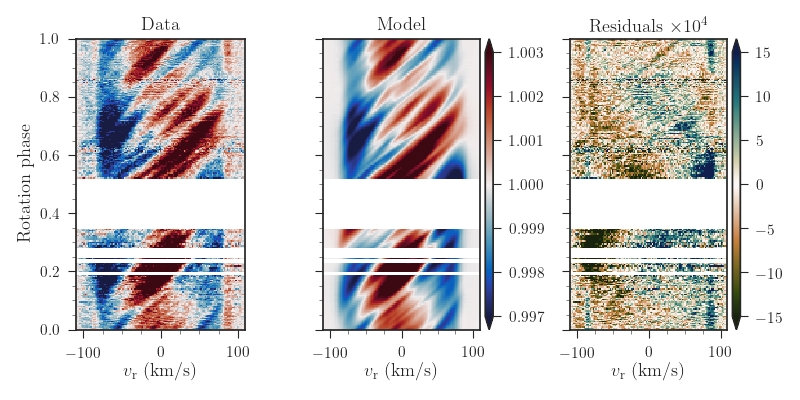 Data
Model
Residuals ×10⁴
Rotation phase
1.0
0.8
0.6
0.4
0.2
0.0
−100 0 100
−100 0 100
−100 0 100
v_r (km/s)
v_r (km/s)
v_r (km/s)
1.003
1.002
1.001
1.000
0.999
0.998
0.997
15
10
5
0
−5
−10
−15